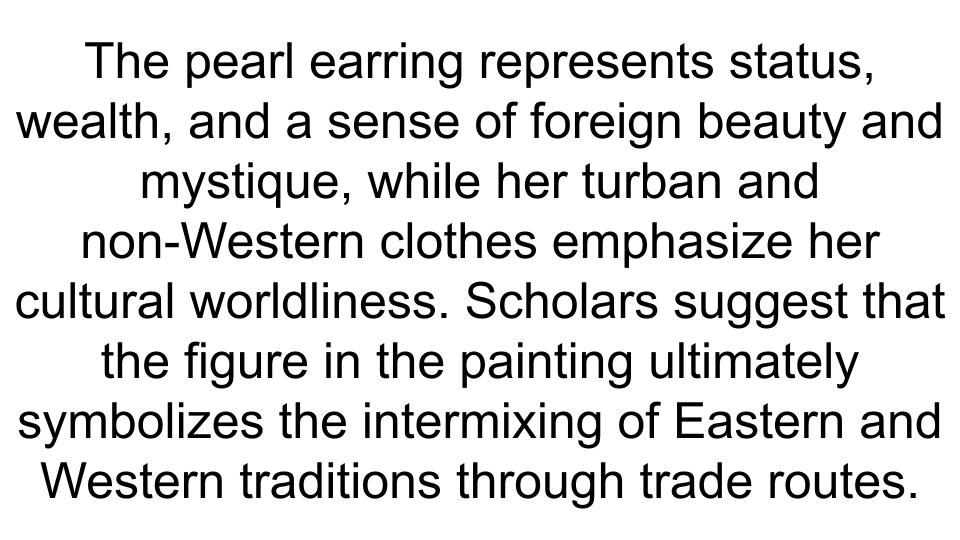 The pearl earring represents status,
wealth, and a sense of foreign beauty and
mystique, while her turban and
non-Western clothes emphasize her
cultural worldliness. Scholars suggest that
the figure in the painting ultimately
symbolizes the intermixing of Eastern and
Western traditions through trade routes.